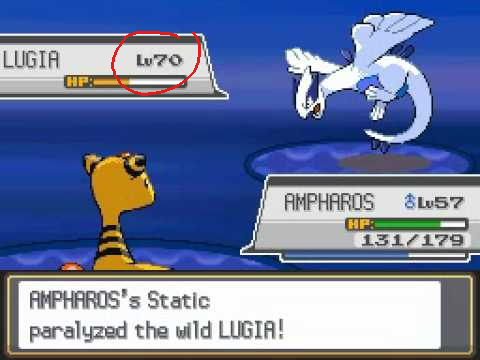 LUGIA Lv70
HP:
AMPHAROS ♂Lv57
HP:
131/179
AMPHAROS's Static
paralyzed the wild LUGIA!